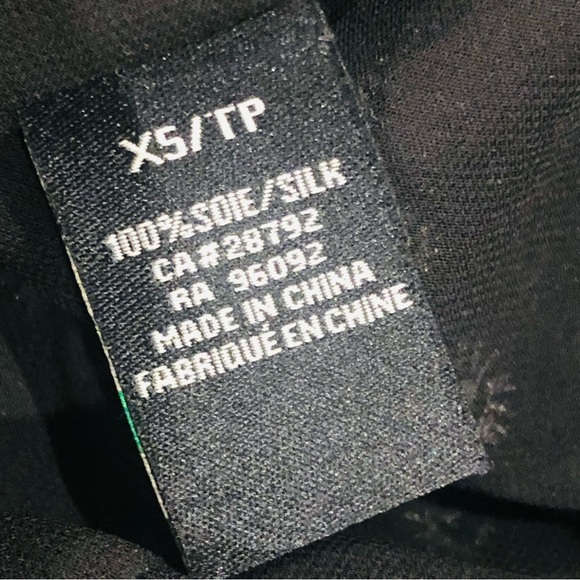 XS/TP
100%SOIE/SILK
CA#28792
RA 96092
MADE IN CHINA
FABRIQUÉ EN CHINE